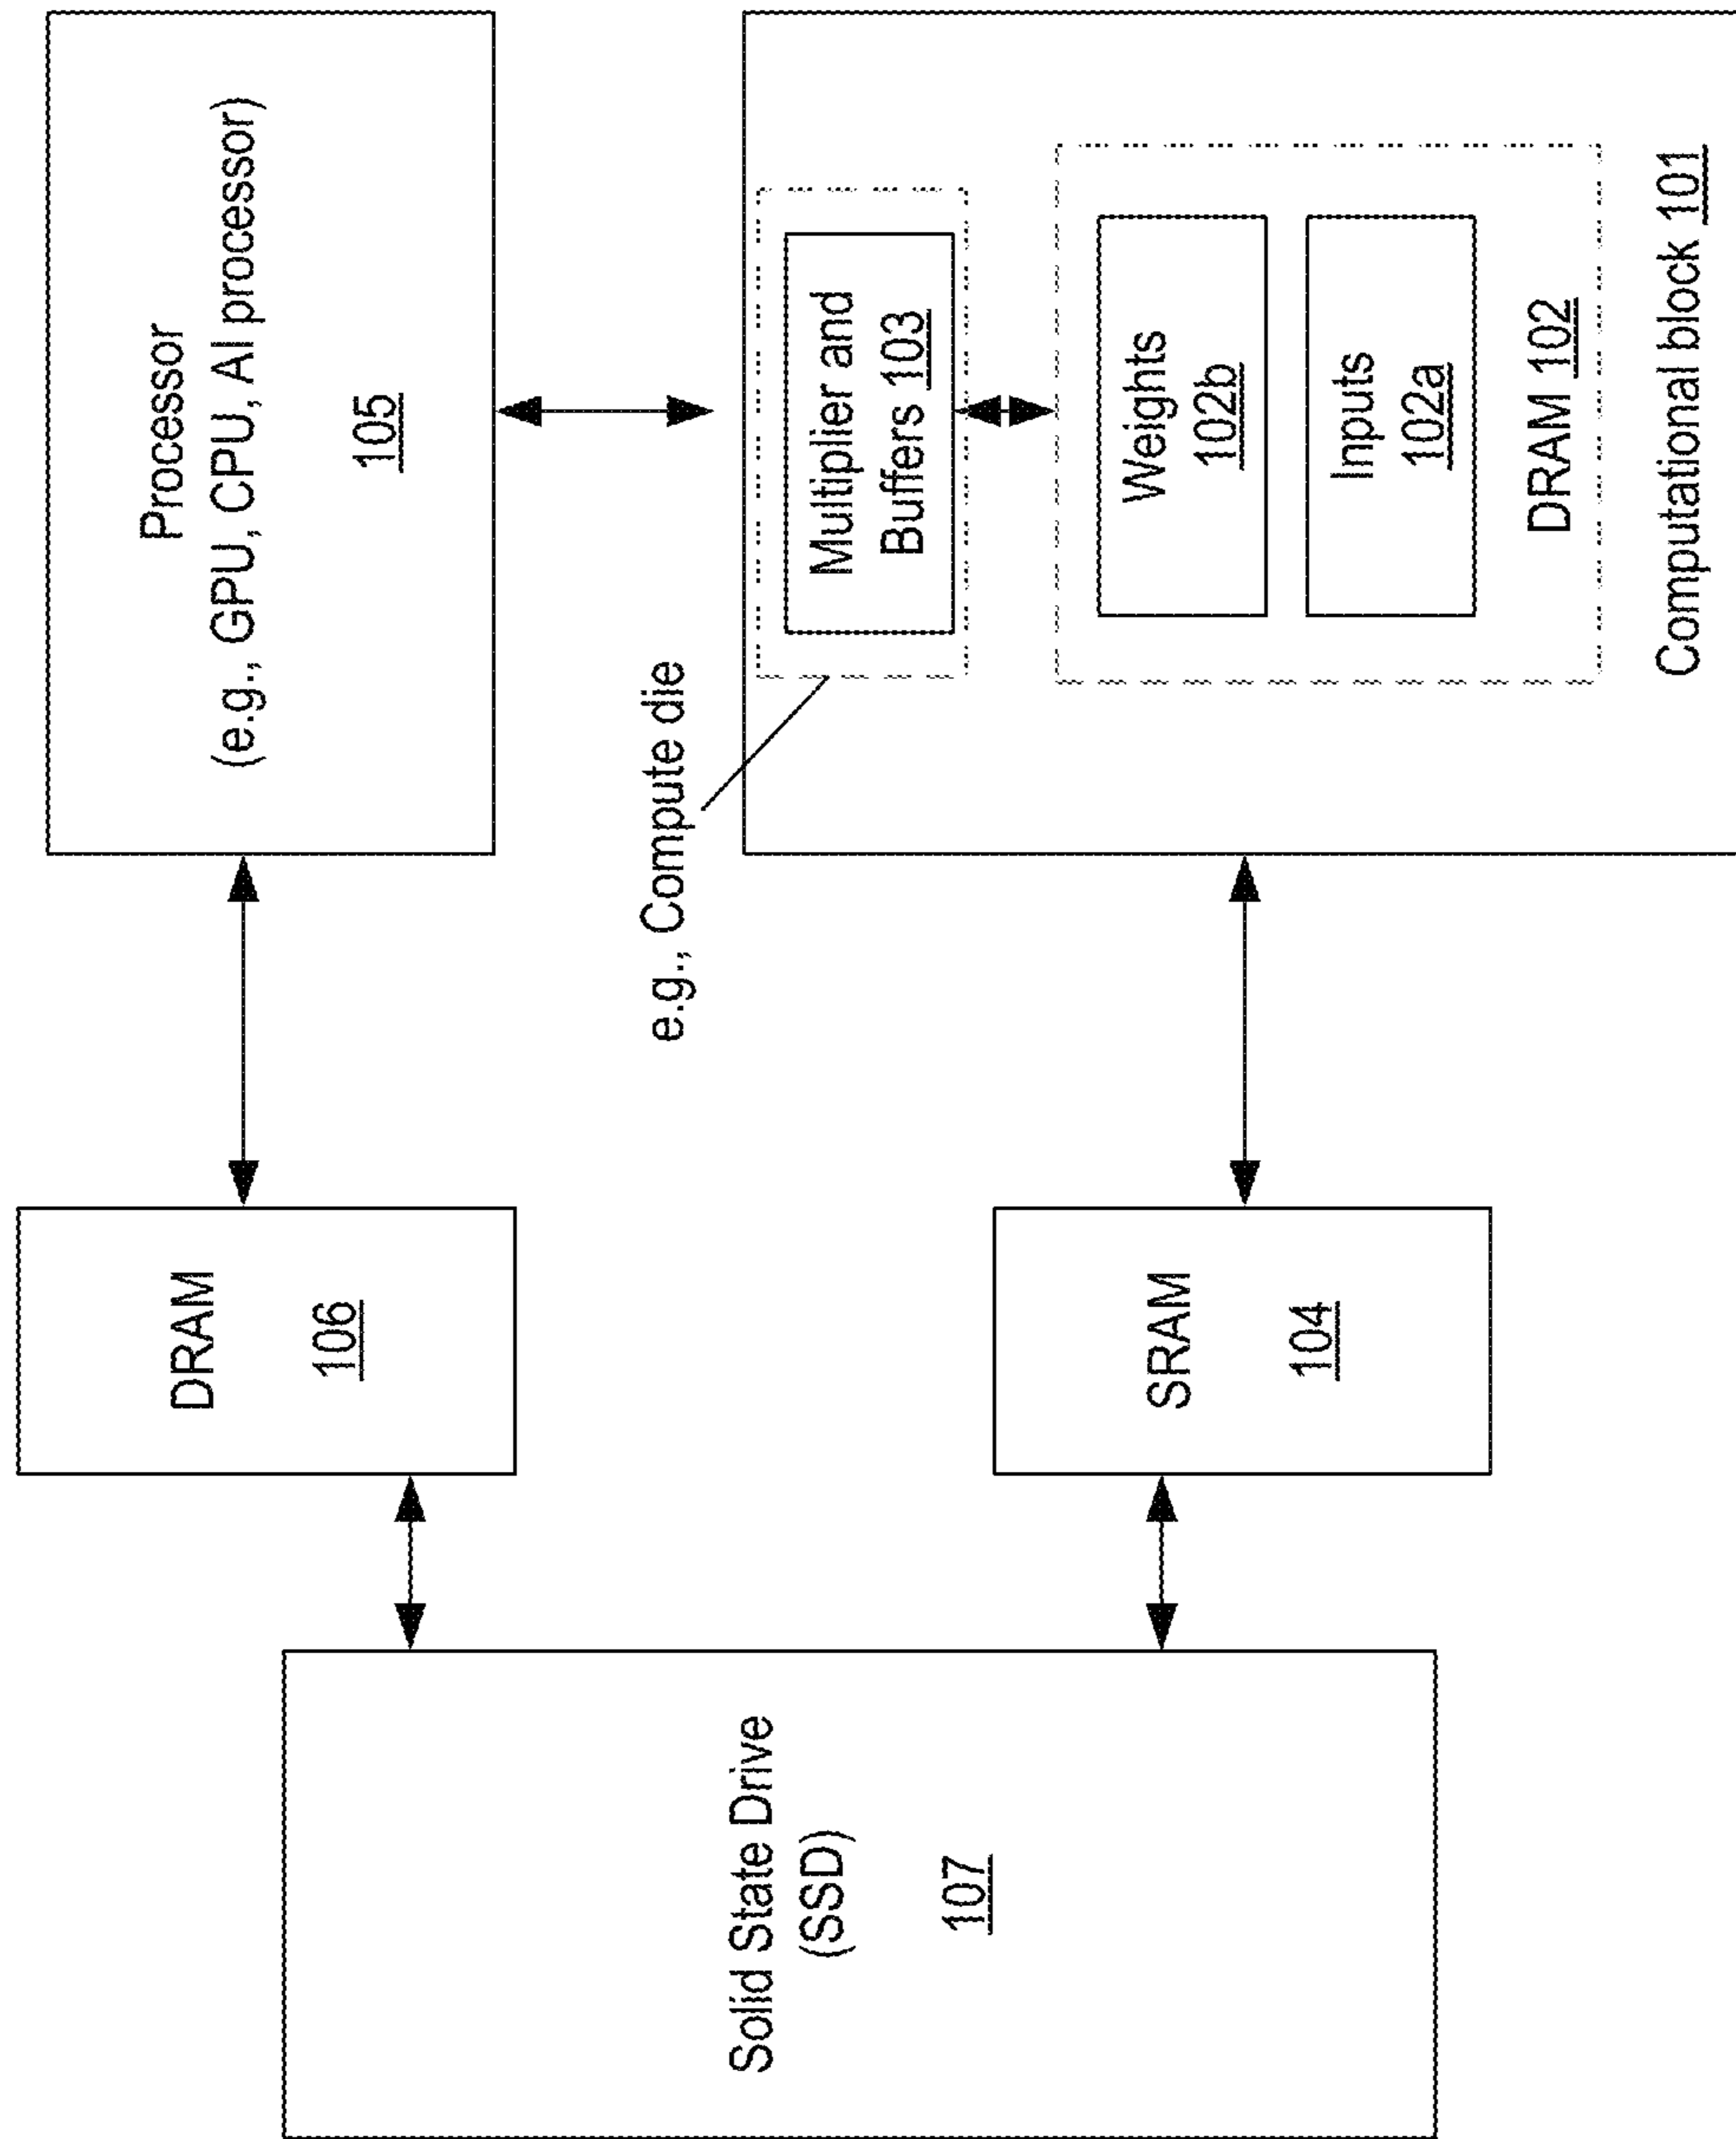 Solid State Drive
(SSD)
107
DRAM
106
SRAM
104
Processor
(e.g., GPU, CPU, AI processor)
105
e.g., Compute die
Multiplier and
Buffers 103
Weights
102b
Inputs
102a
DRAM 102
Computational block 101